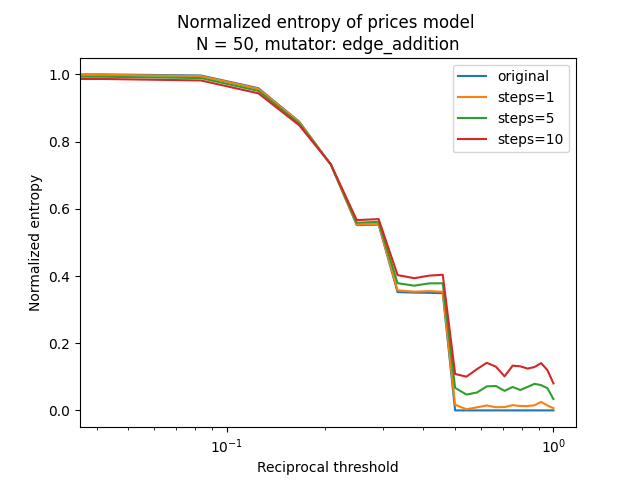 Normalized entropy of prices model
N = 50, mutator: edge_addition
1.0
0.8
0.6
0.4
0.2
0.0
Normalized entropy
original
steps=1
steps=5
steps=10
10⁻¹
10⁰
Reciprocal threshold